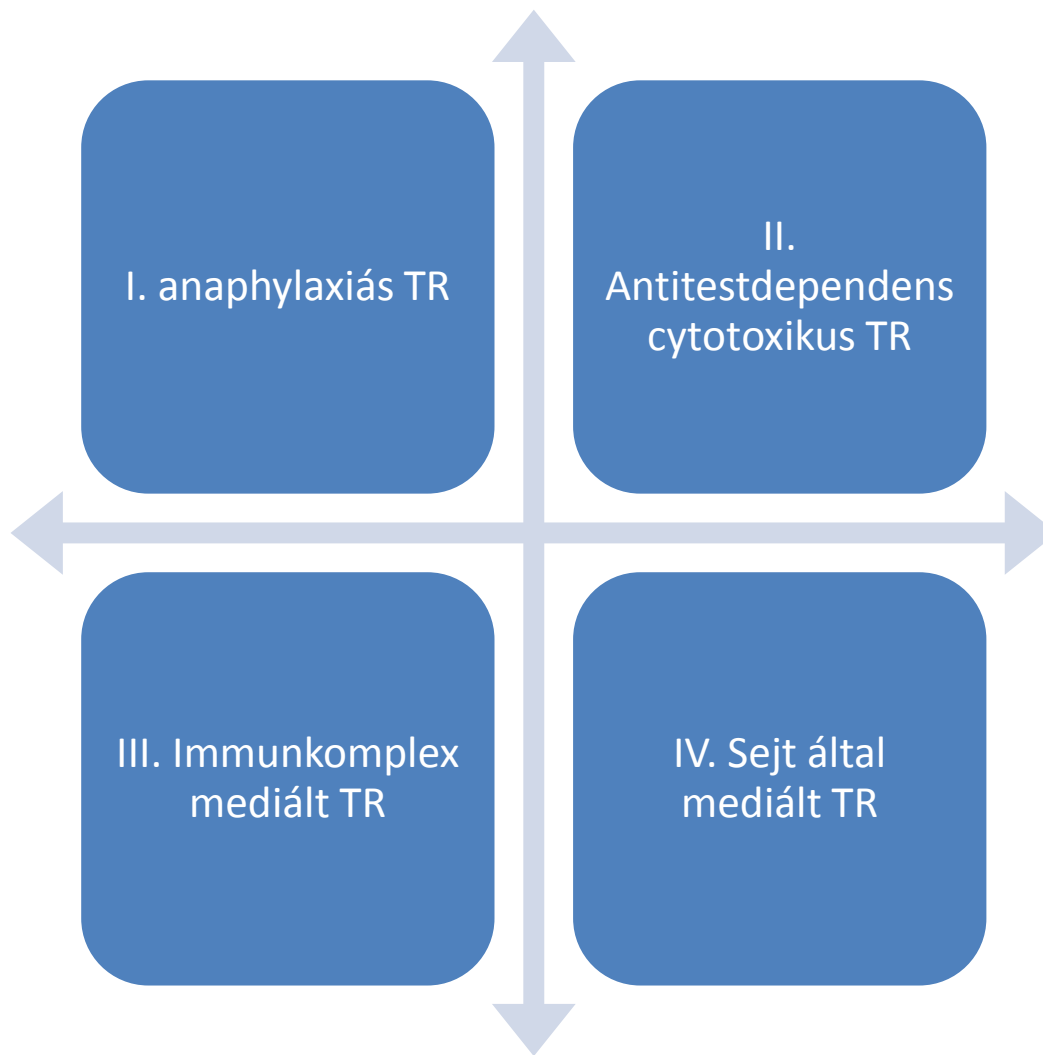 I. anaphylaxiás TR
II.
Antitestdependens
cytotoxikus TR
III. Immunkomplex
mediált TR
IV. Sejt által
mediált TR